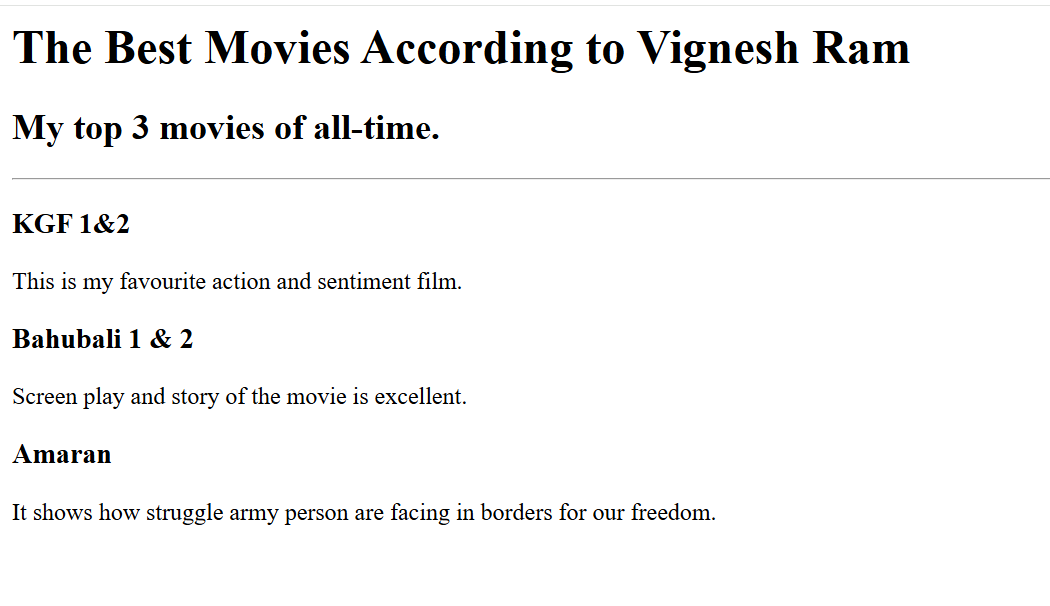 The Best Movies According to Vignesh Ram
My top 3 movies of all-time.
KGF 1&2
This is my favourite action and sentiment film.
Bahubali 1 & 2
Screen play and story of the movie is excellent.
Amaran
It shows how struggle army person are facing in borders for our freedom.